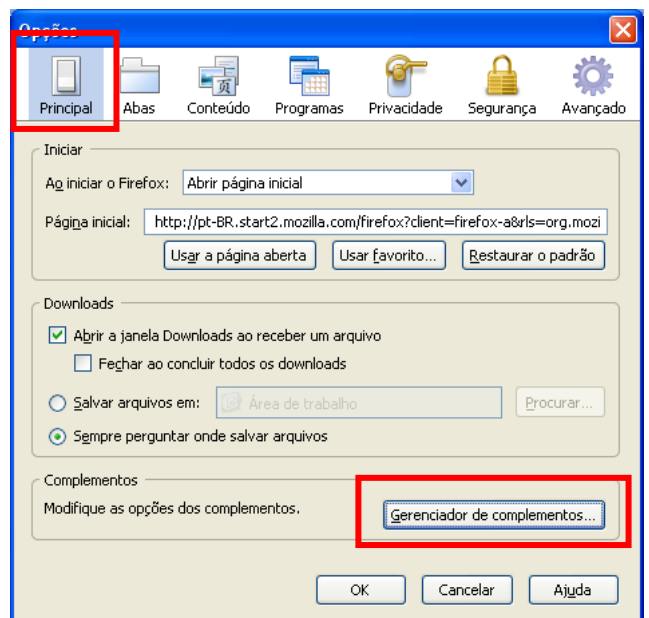 Opções
Principal Abas Conteúdo Programas Privacidade Segurança Avançado
Iniciar
Ao iniciar o Firefox: Abrir página inicial
Página inicial: http://pt-BR.start2.mozilla.com/firefox?client=firefox-a&rls=org.mozi
Usar a página aberta Usar favorito... Restaurar o padrão
Downloads
Abrir a janela Downloads ao receber um arquivo
Fechar ao concluir todos os downloads
Salvar arquivos em: Área de trabalho Procurar...
Sempre perguntar onde salvar arquivos
Complementos
Modifique as opções dos complementos. Gerenciador de complementos...
OK Cancelar Ajuda